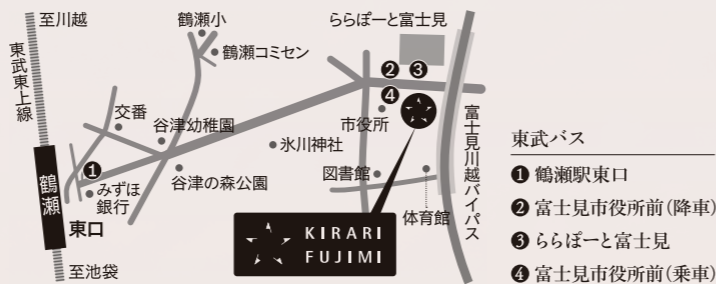 至川越
鶴瀬小
ららぽーと富士見
鶴瀬コミセン
東武東上線
❷ ❸
❹
交番
谷津幼稚園
市役所
富士見川越バイパス
氷川神社
❶
鶴瀬
みずほ
銀行
谷津の森公園
図書館
東口
体育館
KIRARI
FUJIMI
至池袋
東武バス
❶ 鶴瀬駅東口
❷ 富士見市役所前(降車)
❸ ららぽーと富士見
❹ 富士見市役所前(乗車)